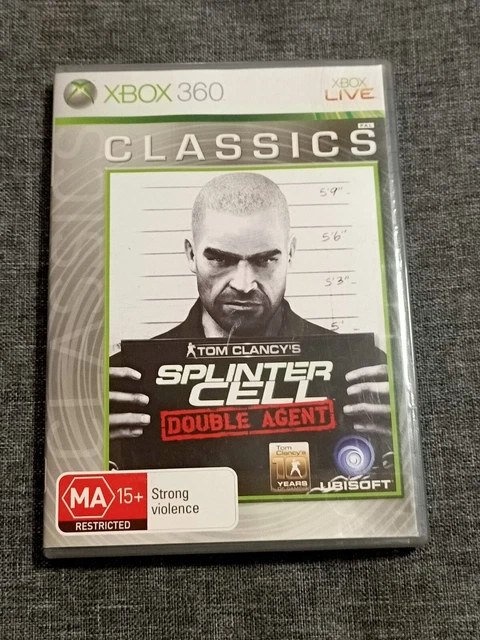 XBOX 360
XBOX
LIVE
PAL
CLASSICS
5'9"
5'6"
5'3"
5'
TOM CLANCY'S
SPLINTER
CELL
DOUBLE AGENT
Tom
Clancy's
10
YEARS
UBISOFT
MA 15+
RESTRICTED
Strong
violence